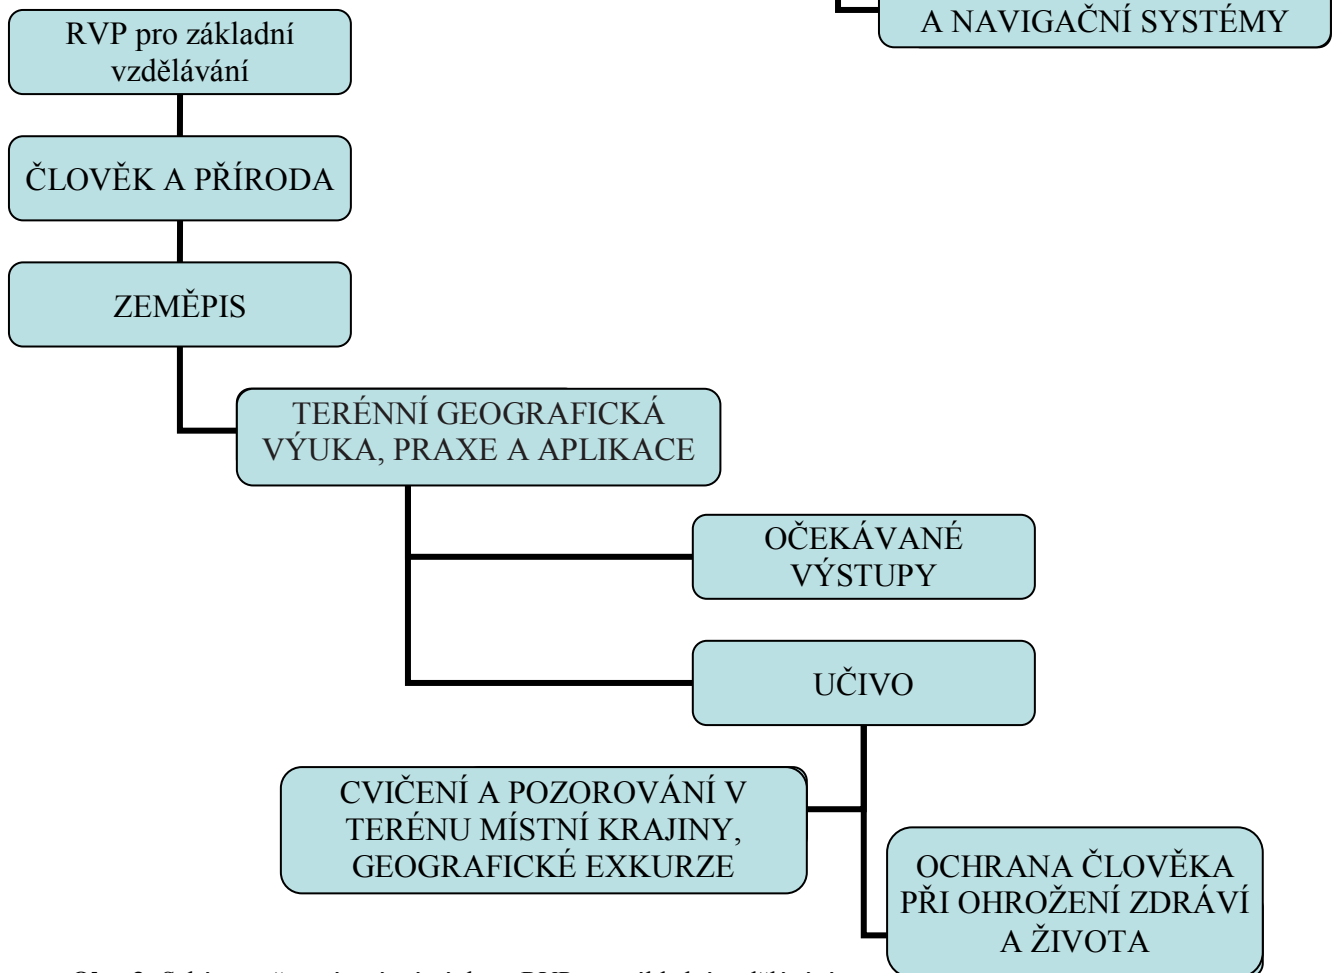 A NAVIGAČNÍ SYSTÉMY
RVP pro základní
vzdělávání
ČLOVĚK A PŘÍRODA
ZEMĚPIS
TERÉNNÍ GEOGRAFICKÁ
VÝUKA, PRAXE A APLIKACE
OČEKÁVANÉ
VÝSTUPY
UČIVO
CVIČENÍ A POZOROVÁNÍ V
TERÉNU MÍSTNÍ KRAJINY,
GEOGRAFICKÉ EXKURZE
OCHRANA ČLOVĚKA
PŘI OHROŽENÍ ZDRÁVÍ
A ŽIVOTA